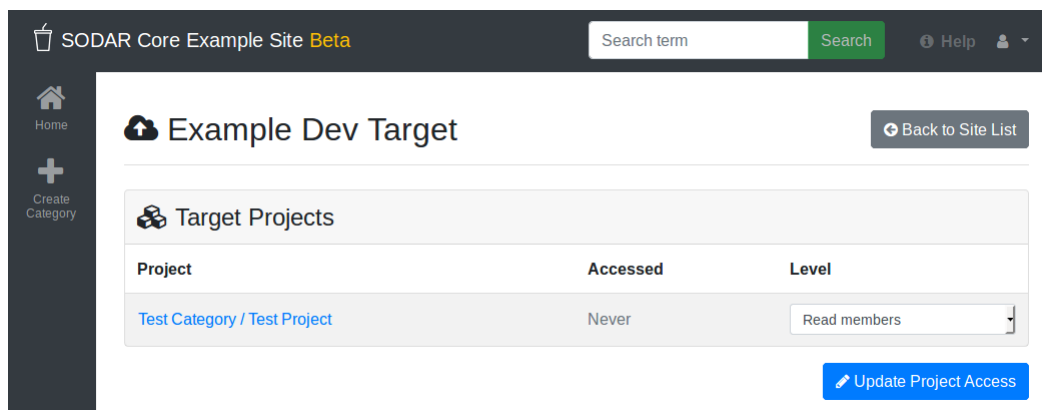 SODAR Core Example Site Beta
Search term
Search
Help
Home
Create
Category
Example Dev Target
Back to Site List
Target Projects
Project Accessed Level
Test Category / Test Project Never Read members
Update Project Access